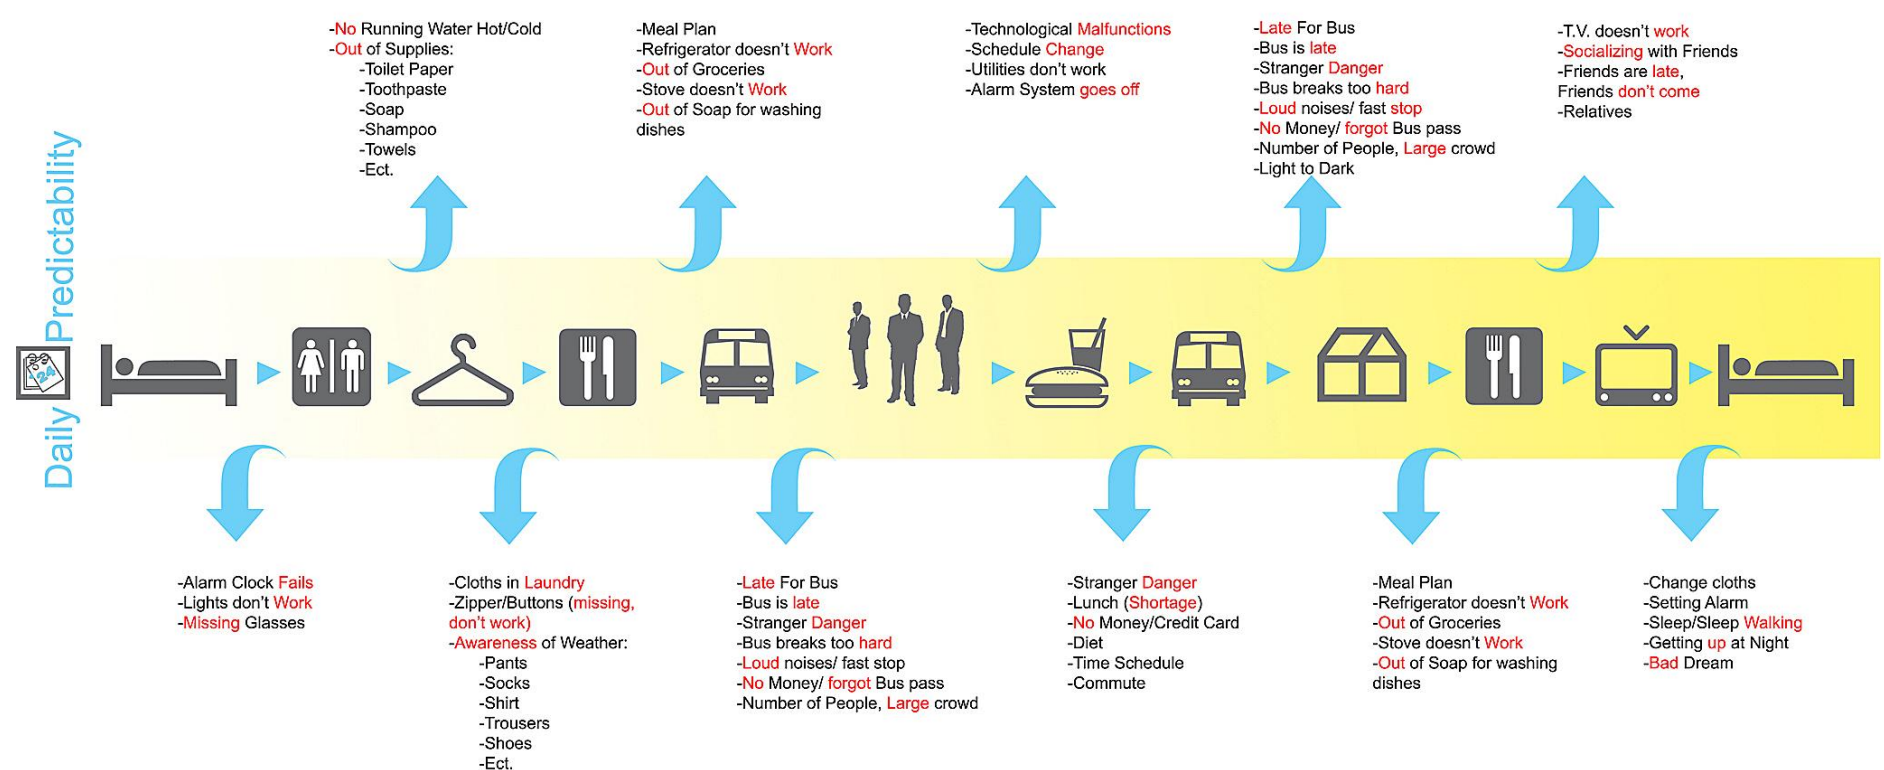 Daily Predictability
24
-No Running Water Hot/Cold
-Out of Supplies:
-Toilet Paper
-Toothpaste
-Soap
-Shampoo
-Towels
-Ect.
-Meal Plan
-Refrigerator doesn't Work
-Out of Groceries
-Stove doesn't Work
-Out of Soap for washing
dishes
-Technological Malfunctions
-Schedule Change
-Utilities don't work
-Alarm System goes off
-Late For Bus
-Bus is late
-Stranger Danger
-Bus breaks too hard
-Loud noises/ fast stop
-No Money/ forgot Bus pass
-Number of People, Large crowd
-Light to Dark
-T.V. doesn't work
-Socializing with Friends
-Friends are late,
Friends don't come
-Relatives
-Alarm Clock Fails
-Lights don't Work
-Missing Glasses
-Cloths in Laundry
-Zipper/Buttons (missing,
don't work)
-Awareness of Weather:
-Pants
-Socks
-Shirt
-Trousers
-Shoes
-Ect.
-Late For Bus
-Bus is late
-Stranger Danger
-Bus breaks too hard
-Loud noises/ fast stop
-No Money/ forgot Bus pass
-Number of People, Large crowd
-Stranger Danger
-Lunch (Shortage)
-No Money/Credit Card
-Diet
-Time Schedule
-Commute
-Meal Plan
-Refrigerator doesn't Work
-Out of Groceries
-Stove doesn't Work
-Out of Soap for washing
dishes
-Change cloths
-Setting Alarm
-Sleep/Sleep Walking
-Getting up at Night
-Bad Dream